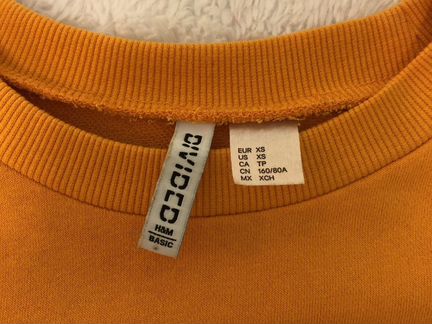 DIVIDED
H&M
BASIC
EUR XS
US XS
CA TP
CN 160/80A
MX XCH